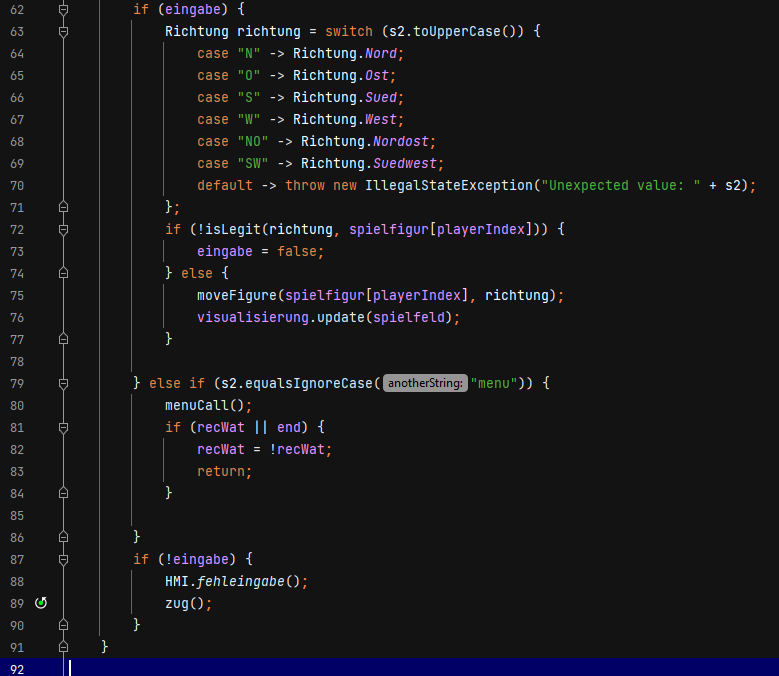 62 if (eingabe) {
63 Richtung richtung = switch (s2.toUpperCase()) {
64 case "N" -> Richtung.Nord;
65 case "O" -> Richtung.Ost;
66 case "S" -> Richtung.Sued;
67 case "W" -> Richtung.West;
68 case "NO" -> Richtung.Nordost;
69 case "SW" -> Richtung.Suedwest;
70 default -> throw new IllegalStateException("Unexpected value: " + s2);
71 };
72 if (!isLegit(richtung, spielfigur[playerIndex])) {
73 eingabe = false;
74 } else {
75 moveFigure(spielfigur[playerIndex], richtung);
76 visualisierung.update(spielfeld);
77 }
78
79 } else if (s2.equalsIgnoreCase( anotherString: "menu")) {
80 menuCall();
81 if (recWat || end) {
82 recWat = !recWat;
83 return;
84 }
85
86 }
87 if (!eingabe) {
88 HMI.fehleingabe();
89 zug();
90 }
91 }
92